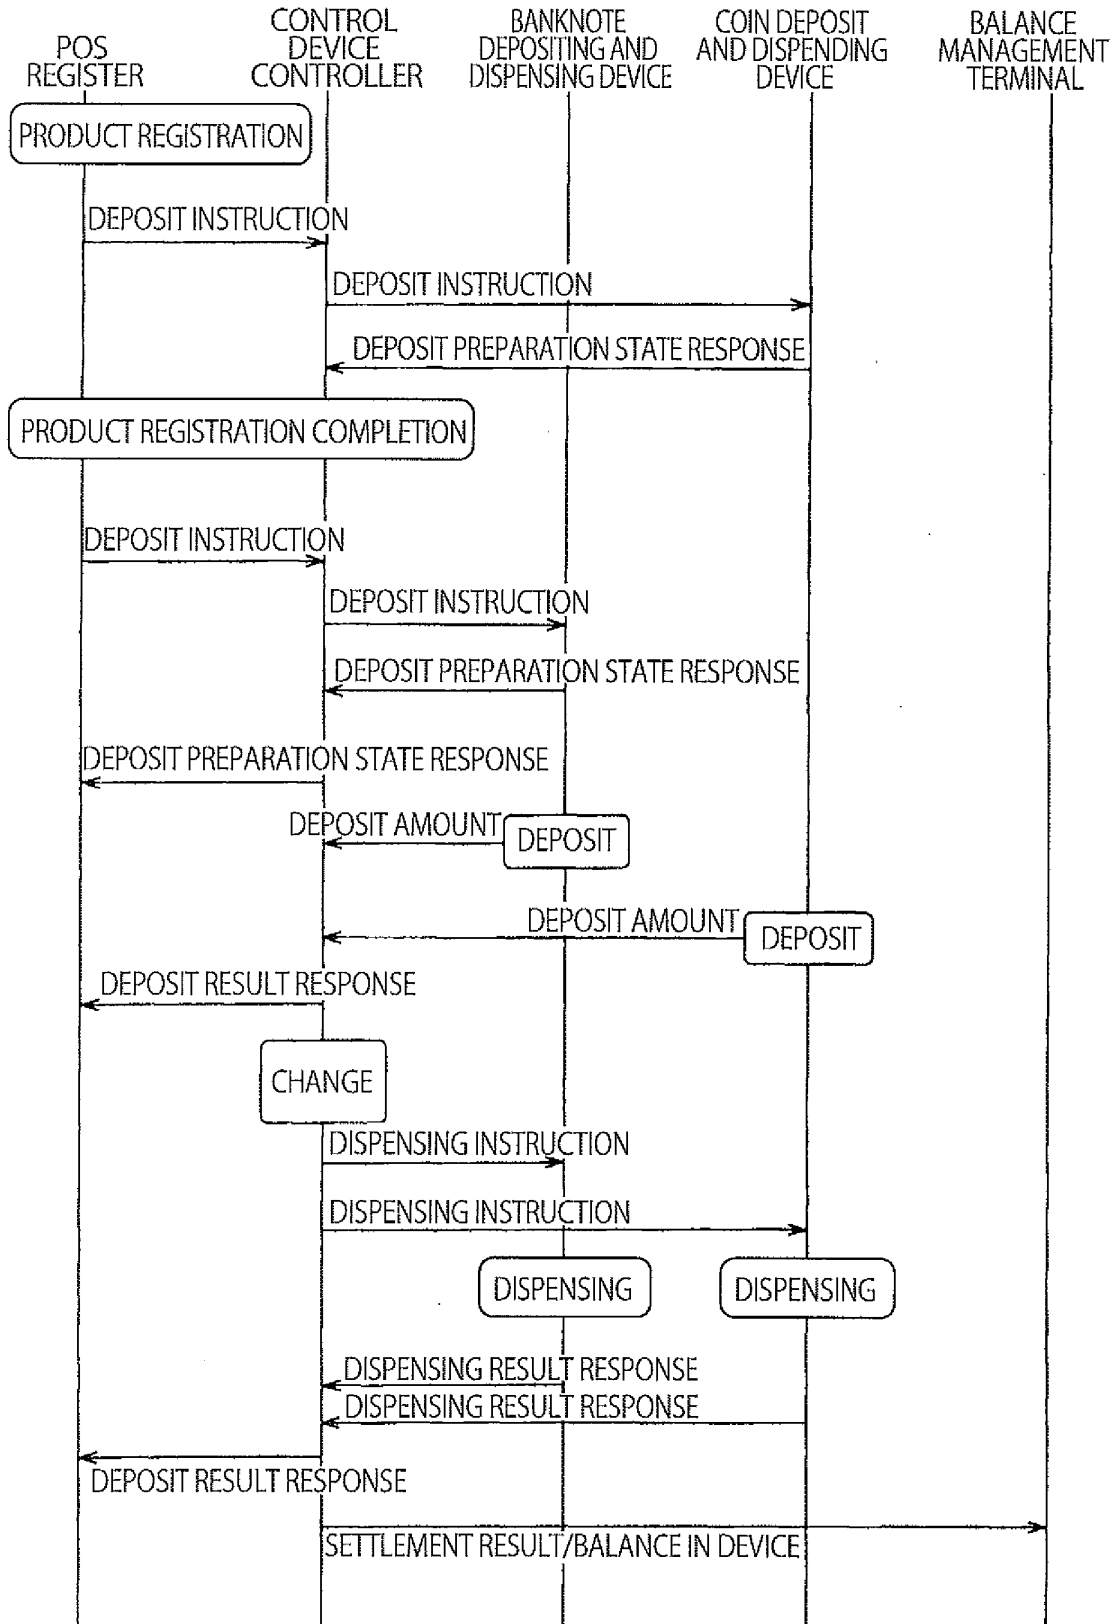 POS
REGISTER
CONTROL
DEVICE
CONTROLLER
BANKNOTE
DEPOSITING AND
DISPENSING DEVICE
COIN DEPOSIT
AND DISPENDING
DEVICE
BALANCE
MANAGEMENT
TERMINAL
PRODUCT REGISTRATION
DEPOSIT INSTRUCTION
DEPOSIT INSTRUCTION
DEPOSIT PREPARATION STATE RESPONSE
PRODUCT REGISTRATION COMPLETION
DEPOSIT INSTRUCTION
DEPOSIT INSTRUCTION
DEPOSIT PREPARATION STATE RESPONSE
DEPOSIT PREPARATION STATE RESPONSE
DEPOSIT AMOUNT
DEPOSIT
DEPOSIT AMOUNT
DEPOSIT
DEPOSIT RESULT RESPONSE
CHANGE
DISPENSING INSTRUCTION
DISPENSING INSTRUCTION
DISPENSING
DISPENSING
DISPENSING RESULT RESPONSE
DISPENSING RESULT RESPONSE
DEPOSIT RESULT RESPONSE
SETTLEMENT RESULT/BALANCE IN DEVICE